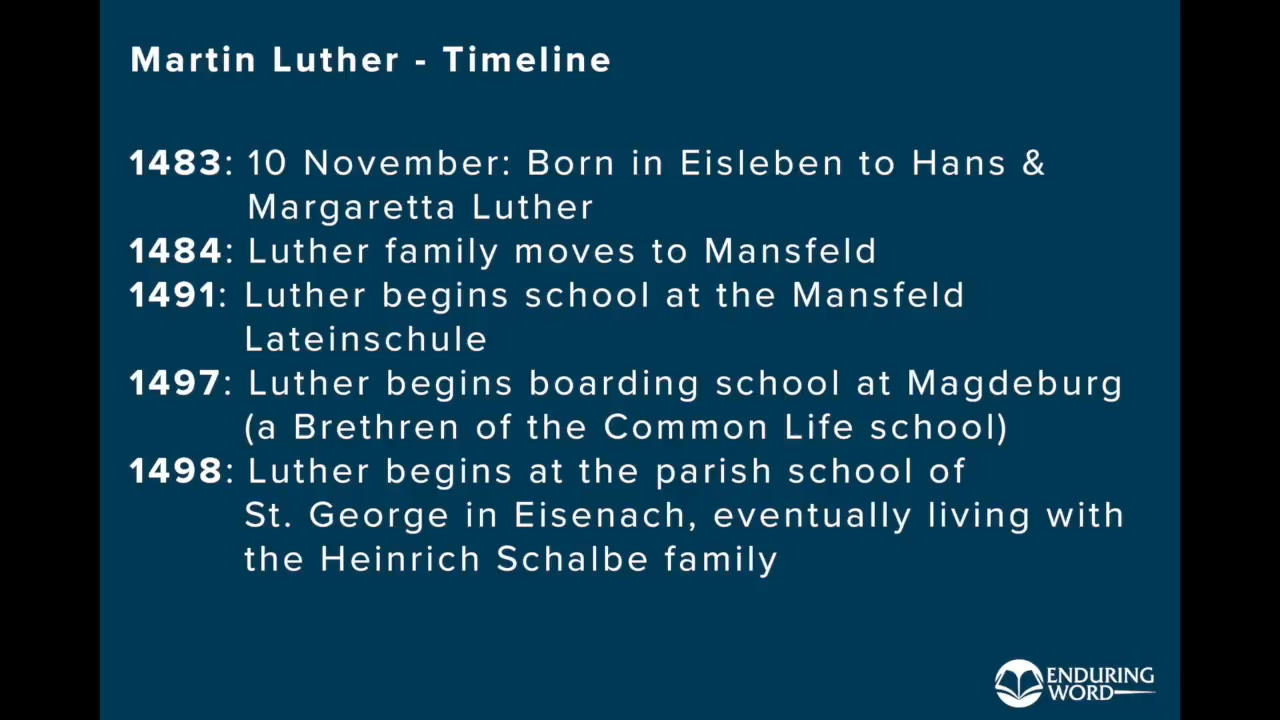 Martin Luther - Timeline
1483: 10 November: Born in Eisleben to Hans &
Margaretta Luther
1484: Luther family moves to Mansfeld
1491: Luther begins school at the Mansfeld
Lateinschule
1497: Luther begins boarding school at Magdeburg
(a Brethren of the Common Life school)
1498: Luther begins at the parish school of
St. George in Eisenach, eventually living with
the Heinrich Schalbe family
ENDURING
WORD